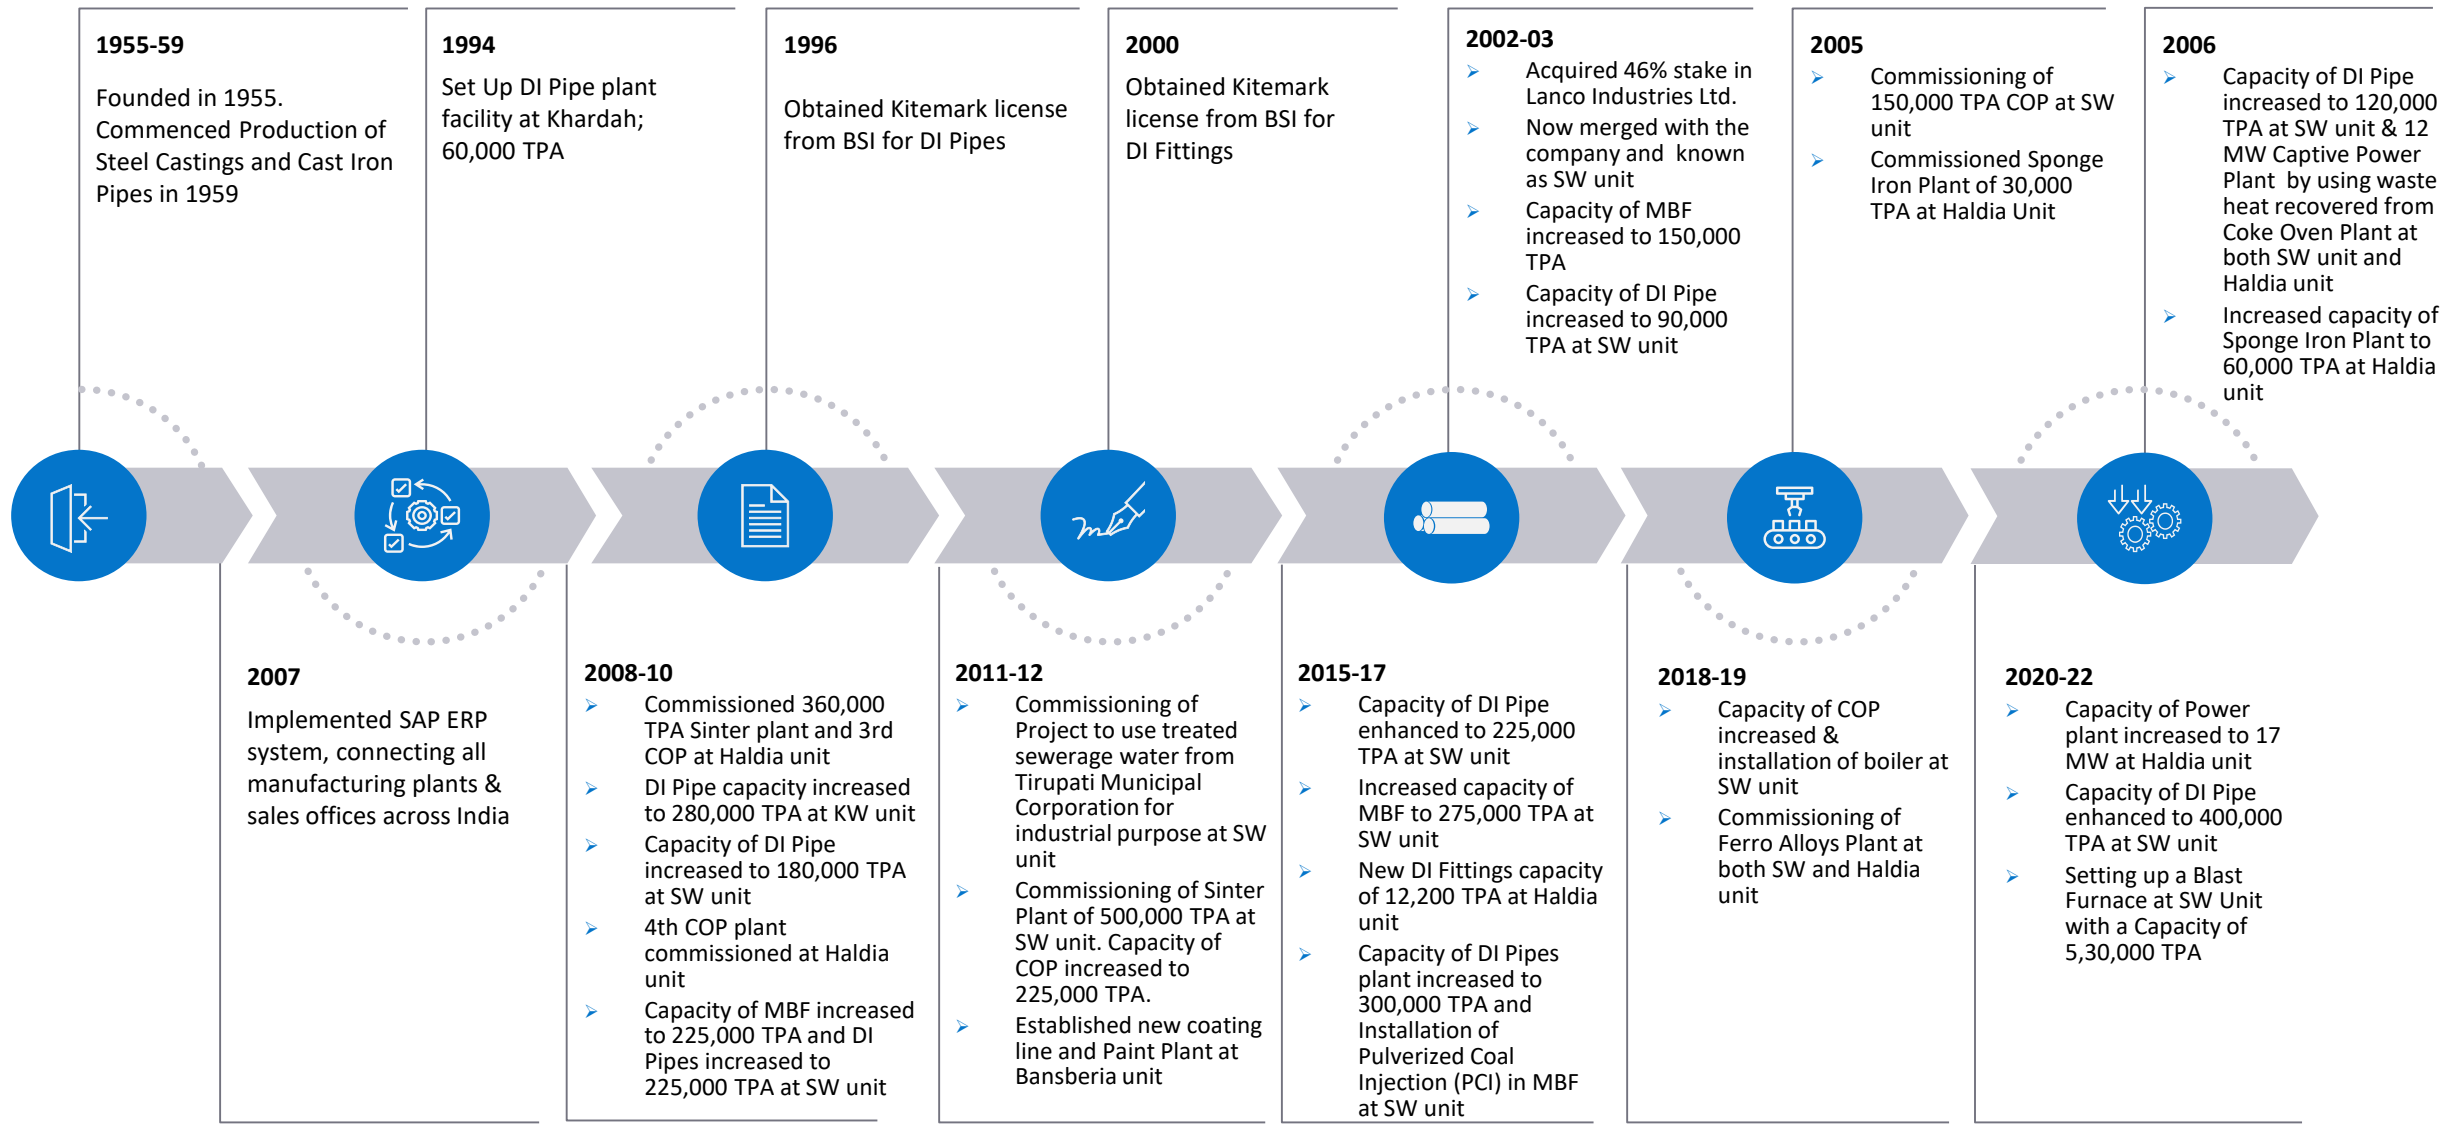 1955-59
Founded in 1955.
Commenced Production of
Steel Castings and Cast Iron
Pipes in 1959
1994
Set Up DI Pipe plant
facility at Khardah;
60,000 TPA
1996
Obtained Kitemark license
from BSI for DI Pipes
2000
Obtained Kitemark
license from BSI for
DI Fittings
2002-03
➢ Acquired 46% stake in
Lanco Industries Ltd.
➢ Now merged with the
company and known
as SW unit
➢ Capacity of MBF
increased to 150,000
TPA
➢ Capacity of DI Pipe
increased to 90,000
TPA at SW unit
2005
➢ Commissioning of
150,000 TPA COP at SW
unit
➢ Commissioned Sponge
Iron Plant of 30,000
TPA at Haldia Unit
2006
➢ Capacity of DI Pipe
increased to 120,000
TPA at SW unit & 12
MW Captive Power
Plant by using waste
heat recovered from
Coke Oven Plant at
both SW unit and
Haldia unit
➢ Increased capacity of
Sponge Iron Plant to
60,000 TPA at Haldia
unit
2007
Implemented SAP ERP
system, connecting all
manufacturing plants &
sales offices across India
2008-10
➢ Commissioned 360,000
TPA Sinter plant and 3rd
COP at Haldia unit
➢ DI Pipe capacity increased
to 280,000 TPA at KW unit
➢ Capacity of DI Pipe
increased to 180,000 TPA
at SW unit
➢ 4th COP plant
commissioned at Haldia
unit
➢ Capacity of MBF increased
to 225,000 TPA and DI
Pipes increased to
225,000 TPA at SW unit
2011-12
➢ Commissioning of
Project to use treated
sewerage water from
Tirupati Municipal
Corporation for
industrial purpose at SW
unit
➢ Commissioning of Sinter
Plant of 500,000 TPA at
SW unit. Capacity of
COP increased to
225,000 TPA.
➢ Established new coating
line and Paint Plant at
Bansberia unit
2015-17
➢ Capacity of DI Pipe
enhanced to 225,000
TPA at SW unit
➢ Increased capacity of
MBF to 275,000 TPA at
SW unit
➢ New DI Fittings capacity
of 12,200 TPA at Haldia
unit
➢ Capacity of DI Pipes
plant increased to
300,000 TPA and
Installation of
Pulverized Coal
Injection (PCI) in MBF
at SW unit
2018-19
➢ Capacity of COP
increased &
installation of boiler at
SW unit
➢ Commissioning of
Ferro Alloys Plant at
both SW and Haldia
unit
2020-22
➢ Capacity of Power
plant increased to 17
MW at Haldia unit
➢ Capacity of DI Pipe
enhanced to 400,000
TPA at SW unit
➢ Setting up a Blast
Furnace at SW Unit
with a Capacity of
5,30,000 TPA